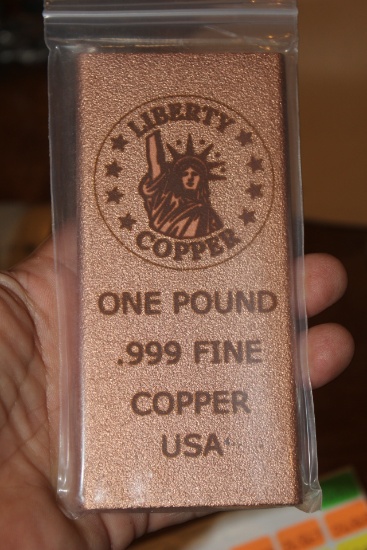 LIBERTY
COPPER
ONE POUND
.999 FINE
COPPER
USA